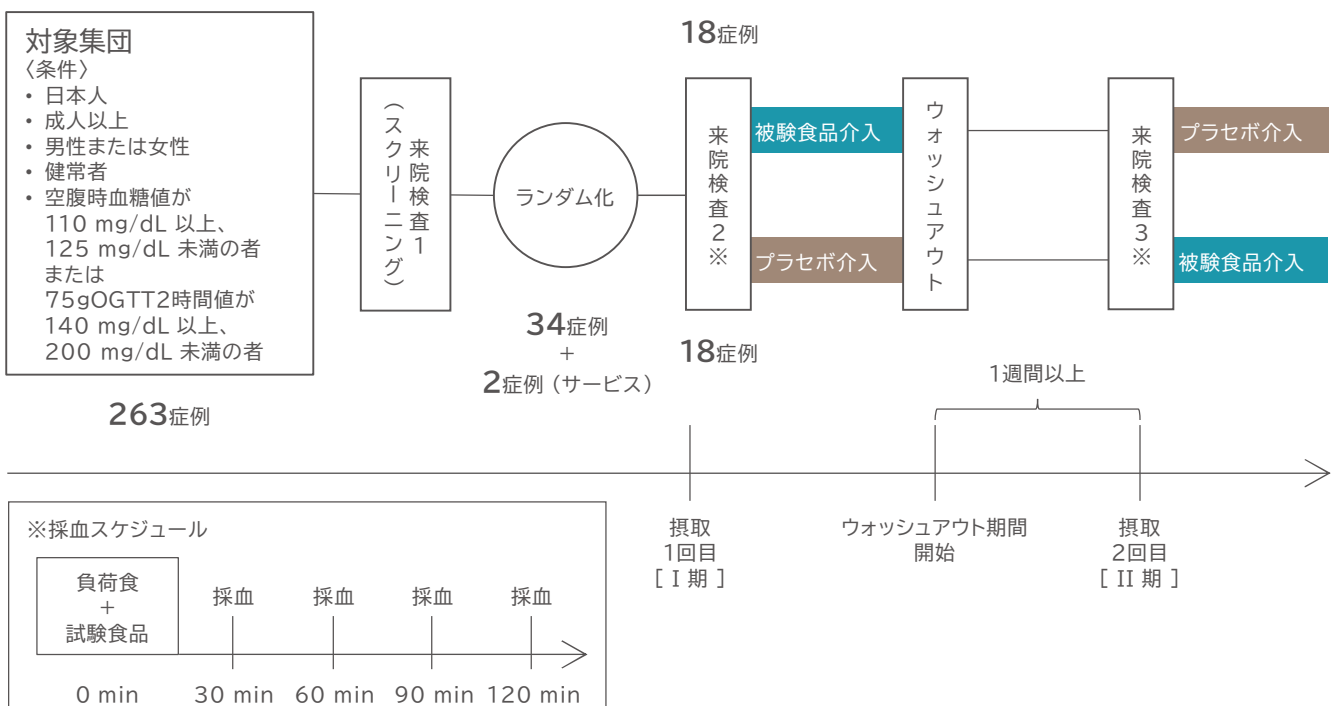 対象集団
〈条件〉
• 日本人
• 成人以上
• 男性または女性
• 健常者
• 空腹時血糖値が
110 mg/dL 以上、
125 mg/dL 未満の者
または
75gOGTT2時間値が
140 mg/dL 以上、
200 mg/dL 未満の者
263症例
来院検査1
(スクリーニング)
ランダム化
34症例
+
2症例（サービス）
18症例
来院検査2※
18症例
被験食品介入
プラセボ介入
ウォッシュアウト
来院検査3※
プラセボ介入
被験食品介入
1週間以上
摂取
1回目
[ I 期 ]
ウォッシュアウト期間
開始
摂取
2回目
[ II 期 ]
※採血スケジュール
負荷食
+
試験食品
採血
採血
採血
採血
0 min
30 min
60 min
90 min
120 min